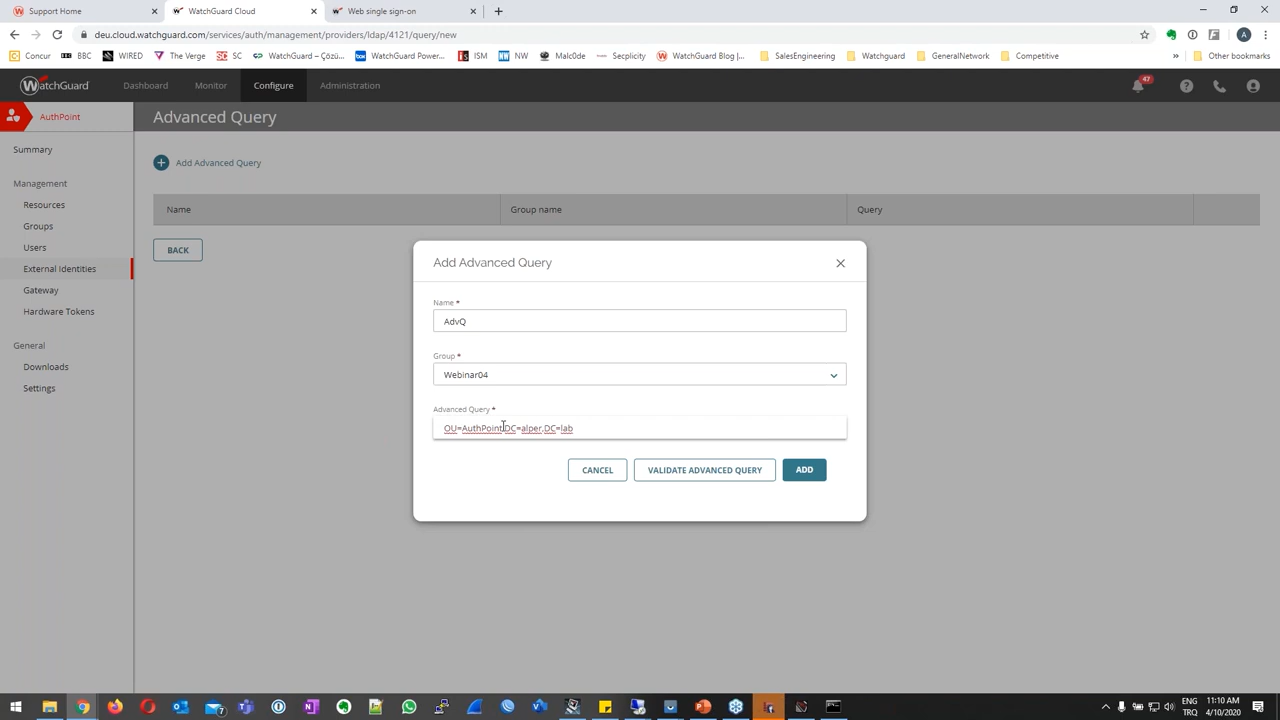 Support Home
WatchGuard Cloud
Web single sign-on
deu.cloud.watchguard.com/services/auth/management/providers/ldap/4121/query/new
Concur
BBC
WIRED
The Verge
SC
WatchGuard – Çözü...
WatchGuard Power...
ISM
NW
Malc0de
Secplicity
WatchGuard Blog |...
SalesEngineering
Watchguard
GeneralNetwork
Competitive
Other bookmarks
WatchGuard
Dashboard
Monitor
Configure
Administration
47
AuthPoint
Advanced Query
Summary
Add Advanced Query
Management
Resources
Name
Group name
Query
Groups
Users
BACK
External Identities
Add Advanced Query
Gateway
Name *
Hardware Tokens
AdvQ
General
Group *
Downloads
Webinar04
Settings
Advanced Query *
OU=AuthPoint,DC=alper,DC=lab
CANCEL
VALIDATE ADVANCED QUERY
ADD
ENG
11:10 AM
TRQ
4/10/2020